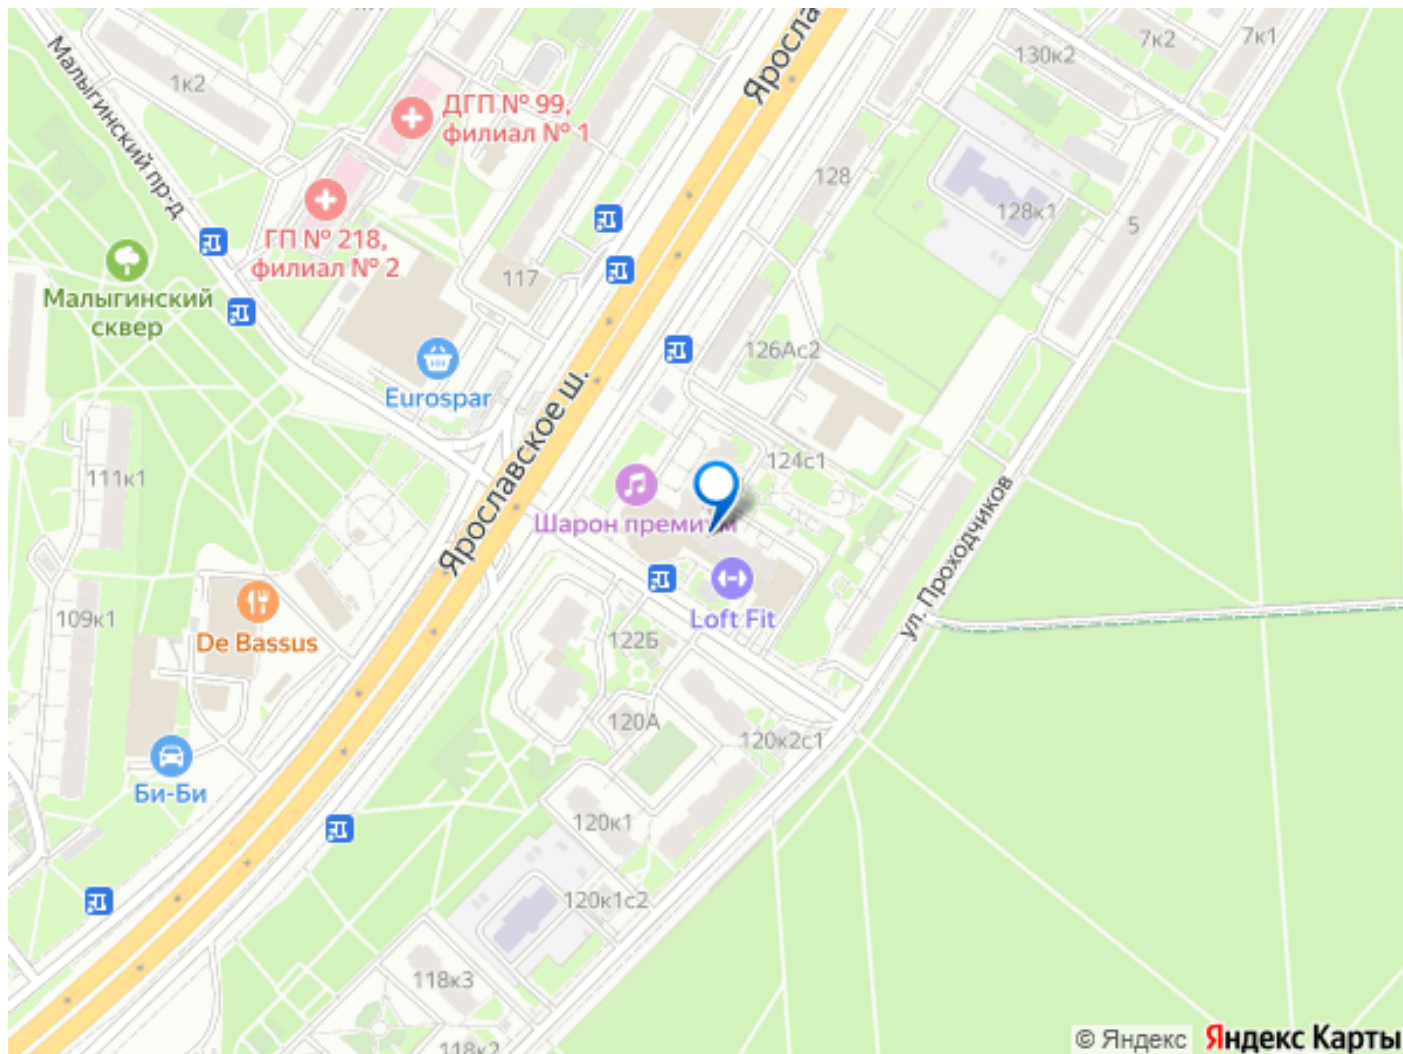 Малыгинский пр-д
1к2
ДГП № 99,
филиал № 1
ГП № 218,
филиал № 2
Малыгинский
сквер
117
Eurospar
Ярославское ш.
Яросла
130к2
7к2
7к1
128
128к1
5
126Ас2
124с1
Шарон премиум
Loft Fit
ул. Проходчиков
111к1
109к1
De Bassus
Би-Би
122Б
120А
120к2с1
120к1
120к1с2
118к3
118к2
© Яндекс
Яндекс Карты